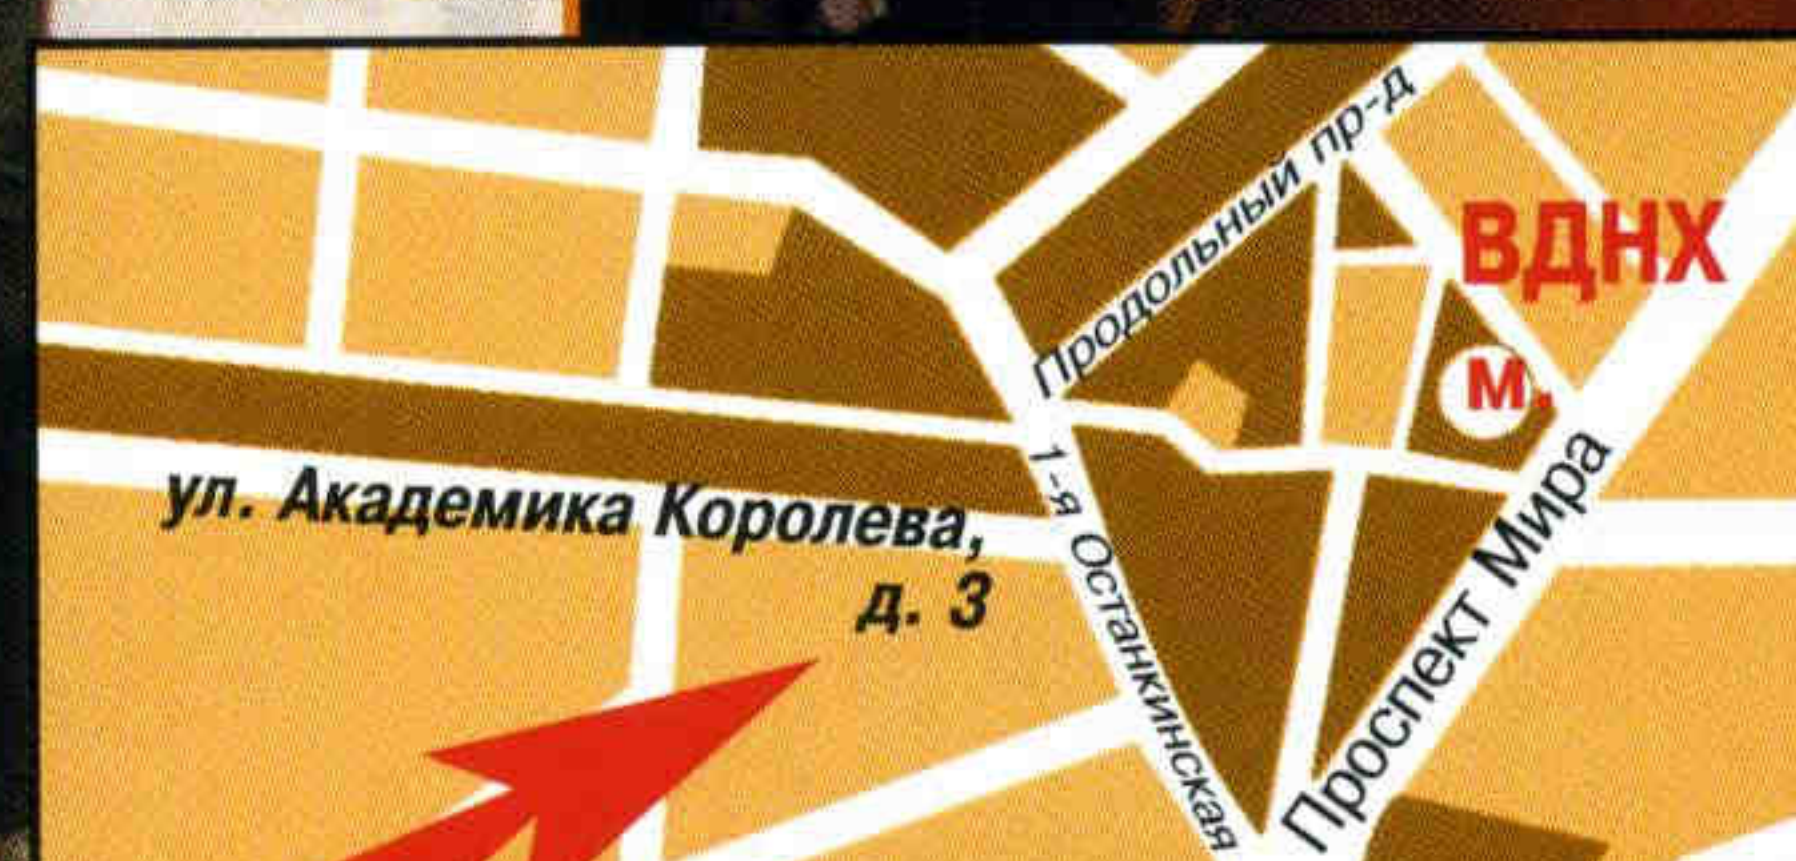 Продольный пр-д
ВДНХ
М.
ул. Академика Королева,
д. 3
1-я Останкинская
Проспект Мира